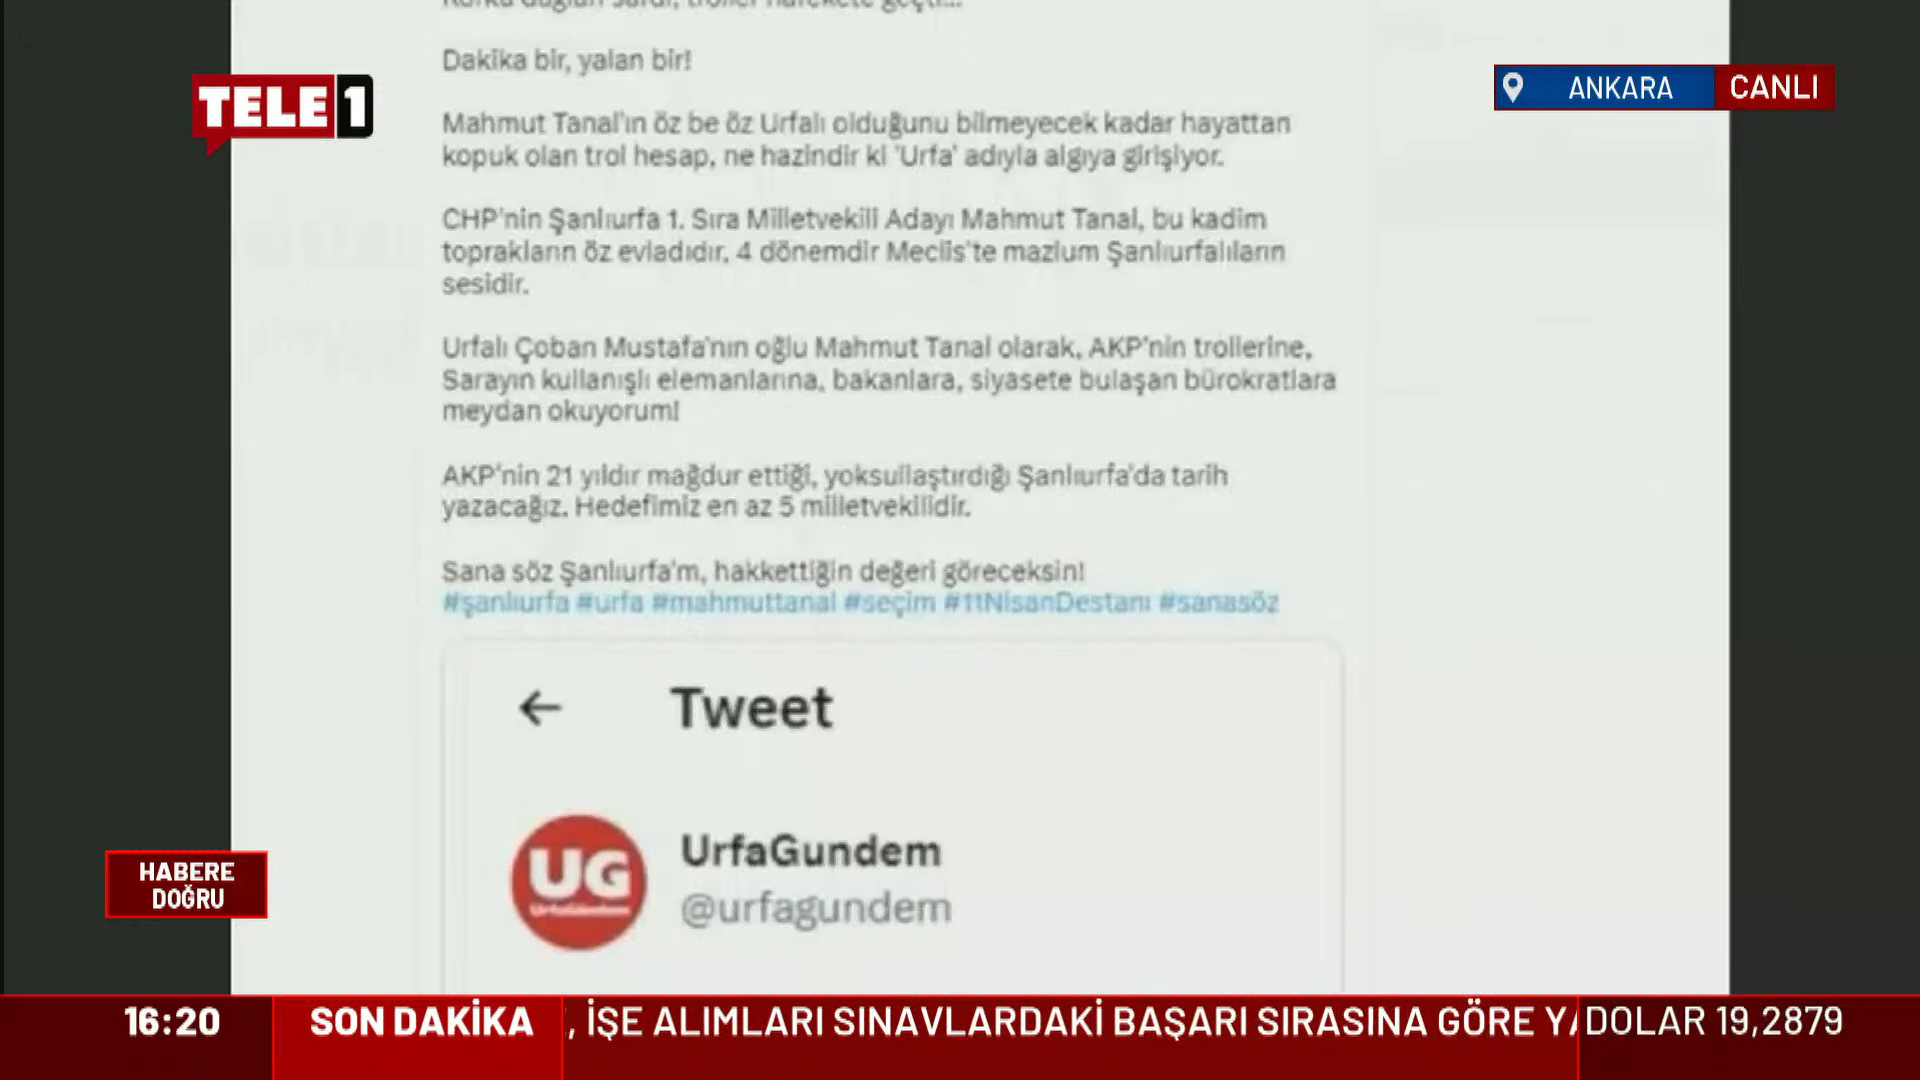 Dakika bir, yalan bir!
Mahmut Tanal'ın öz be öz Urfalı olduğunu bilmeyecek kadar hayattan
kopuk olan trol hesap, ne hazindir ki 'Urfa' adıyla algıya girişiyor.
CHP'nin Şanlıurfa 1. Sıra Milletvekili Adayı Mahmut Tanal, bu kadim
toprakların öz evladıdır, 4 dönemdir Meclis'te mazlum Şanlıurfalıların
sesidir.
Urfalı Çoban Mustafa'nın oğlu Mahmut Tanal olarak, AKP'nin trollerine,
Sarayın kullanışlı elemanlarına, bakanlara, siyasete bulaşan bürokratlara
meydan okuyorum!
AKP'nin 21 yıldır mağdur ettiği, yoksullaştırdığı Şanlıurfa'da tarih
yazacağız. Hedefimiz en az 5 milletvekilidir.
Sana söz Şanlıurfa'm, hakkettiğin değeri göreceksin!
#şanlıurfa #urfa #mahmuttanal #seçim #11NisanDestanı #sanasöz
Tweet
UG
UrfaGundem
@urfagundem
TELE1
ANKARA CANLI
HABERE
DOĞRU
16:20 SON DAKİKA , İŞE ALIMLARI SINAVLARDAKİ BAŞARI SIRASINA GÖRE DOLAR 19,2879